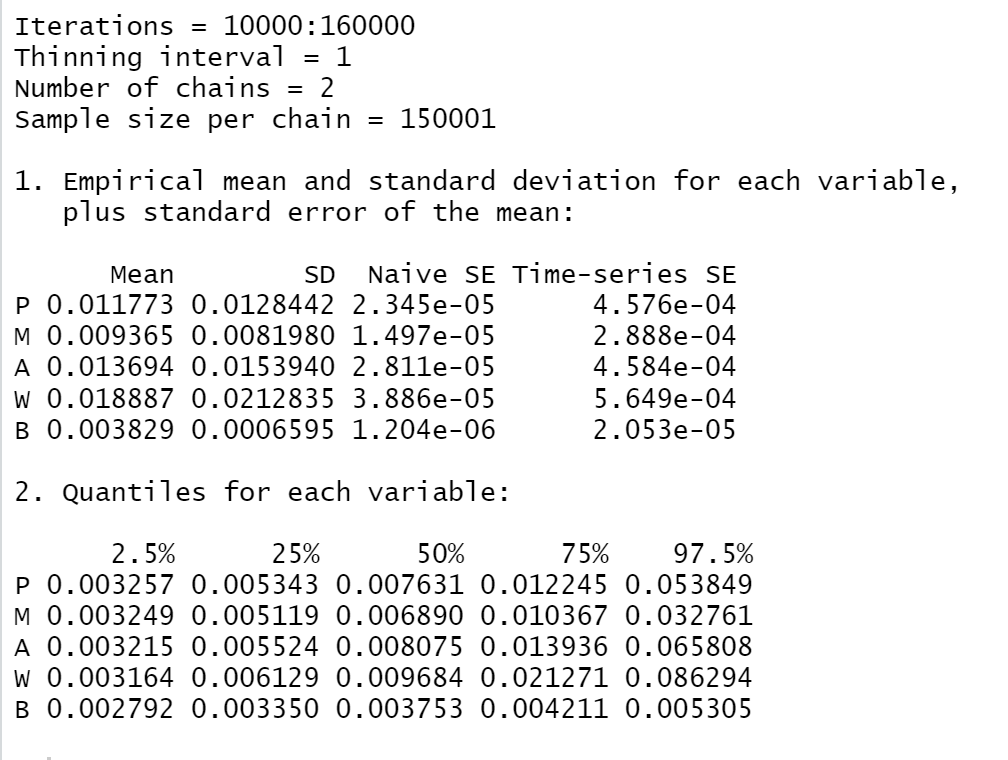 Iterations = 10000:160000
Thinning interval = 1
Number of chains = 2
Sample size per chain = 150001
1. Empirical mean and standard deviation for each variable,
plus standard error of the mean:
Mean SD Naive SE Time-series SE
P 0.011773 0.0128442 2.345e-05 4.576e-04
M 0.009365 0.0081980 1.497e-05 2.888e-04
A 0.013694 0.0153940 2.811e-05 4.584e-04
W 0.018887 0.0212835 3.886e-05 5.649e-04
B 0.003829 0.0006595 1.204e-06 2.053e-05
2. Quantiles for each variable:
2.5% 25% 50% 75% 97.5%
P 0.003257 0.005343 0.007631 0.012245 0.053849
M 0.003249 0.005119 0.006890 0.010367 0.032761
A 0.003215 0.005524 0.008075 0.013936 0.065808
W 0.003164 0.006129 0.009684 0.021271 0.086294
B 0.002792 0.003350 0.003753 0.004211 0.005305